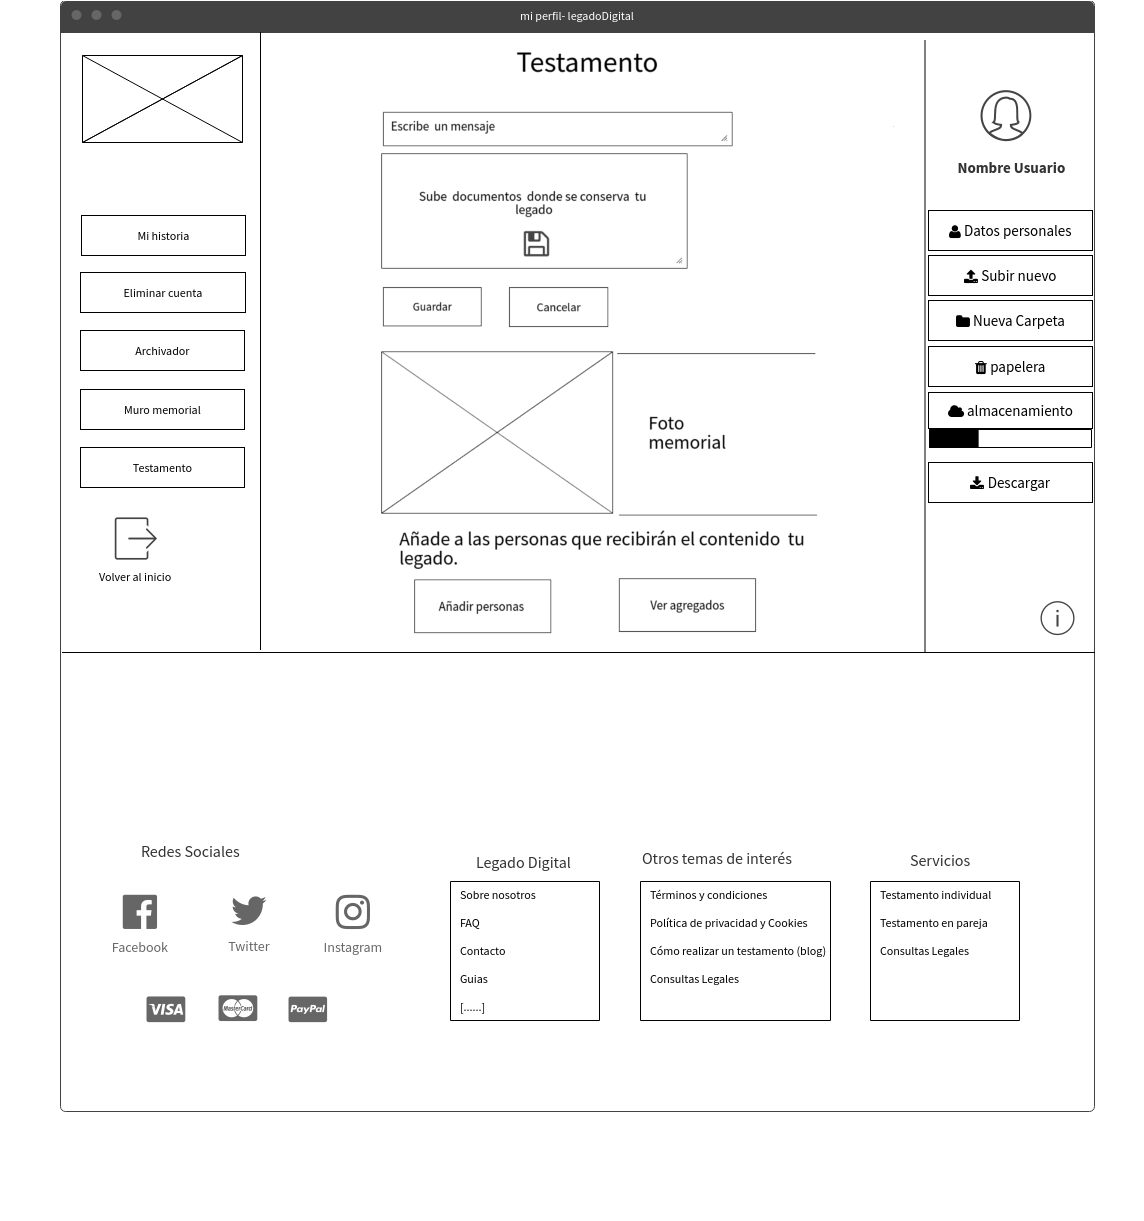 mi perfil- legadoDigital
Mi historia
Eliminar cuenta
Archivador
Muro memorial
Testamento
Volver al inicio
Testamento
Escribe un mensaje
Sube documentos donde se conserva tu
legado
Guardar
Cancelar
Foto
memorial
Añade a las personas que recibirán el contenido tu
legado.
Añadir personas
Ver agregados
Nombre Usuario
Datos personales
Subir nuevo
Nueva Carpeta
papelera
almacenamiento
Descargar
i
Redes Sociales
Facebook
Twitter
Instagram
VISA
MasterCard
PayPal
Legado Digital
Sobre nosotros
FAQ
Contacto
Guias
[......]
Otros temas de interés
Términos y condiciones
Política de privacidad y Cookies
Cómo realizar un testamento (blog)
Consultas Legales
Servicios
Testamento individual
Testamento en pareja
Consultas Legales